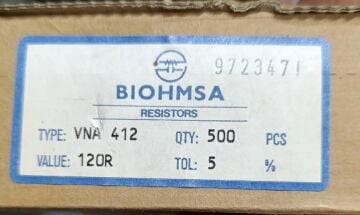 9723471
BIOHMSA
RESISTORS
TYPE: VNA 412 QTY: 500 PCS
VALUE: 120R TOL: 5 %